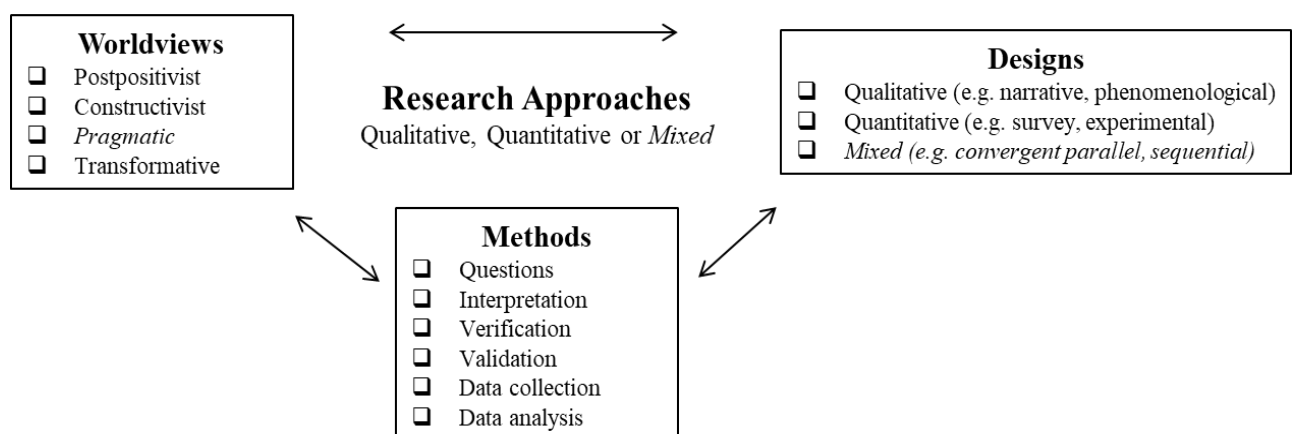 Worldviews
❑ Postpositivist
❑ Constructivist
❑ Pragmatic
❑ Transformative
Research Approaches
Qualitative, Quantitative or Mixed
Designs
❑ Qualitative (e.g. narrative, phenomenological)
❑ Quantitative (e.g. survey, experimental)
❑ Mixed (e.g. convergent parallel, sequential)
Methods
❑ Questions
❑ Interpretation
❑ Verification
❑ Validation
❑ Data collection
❑ Data analysis